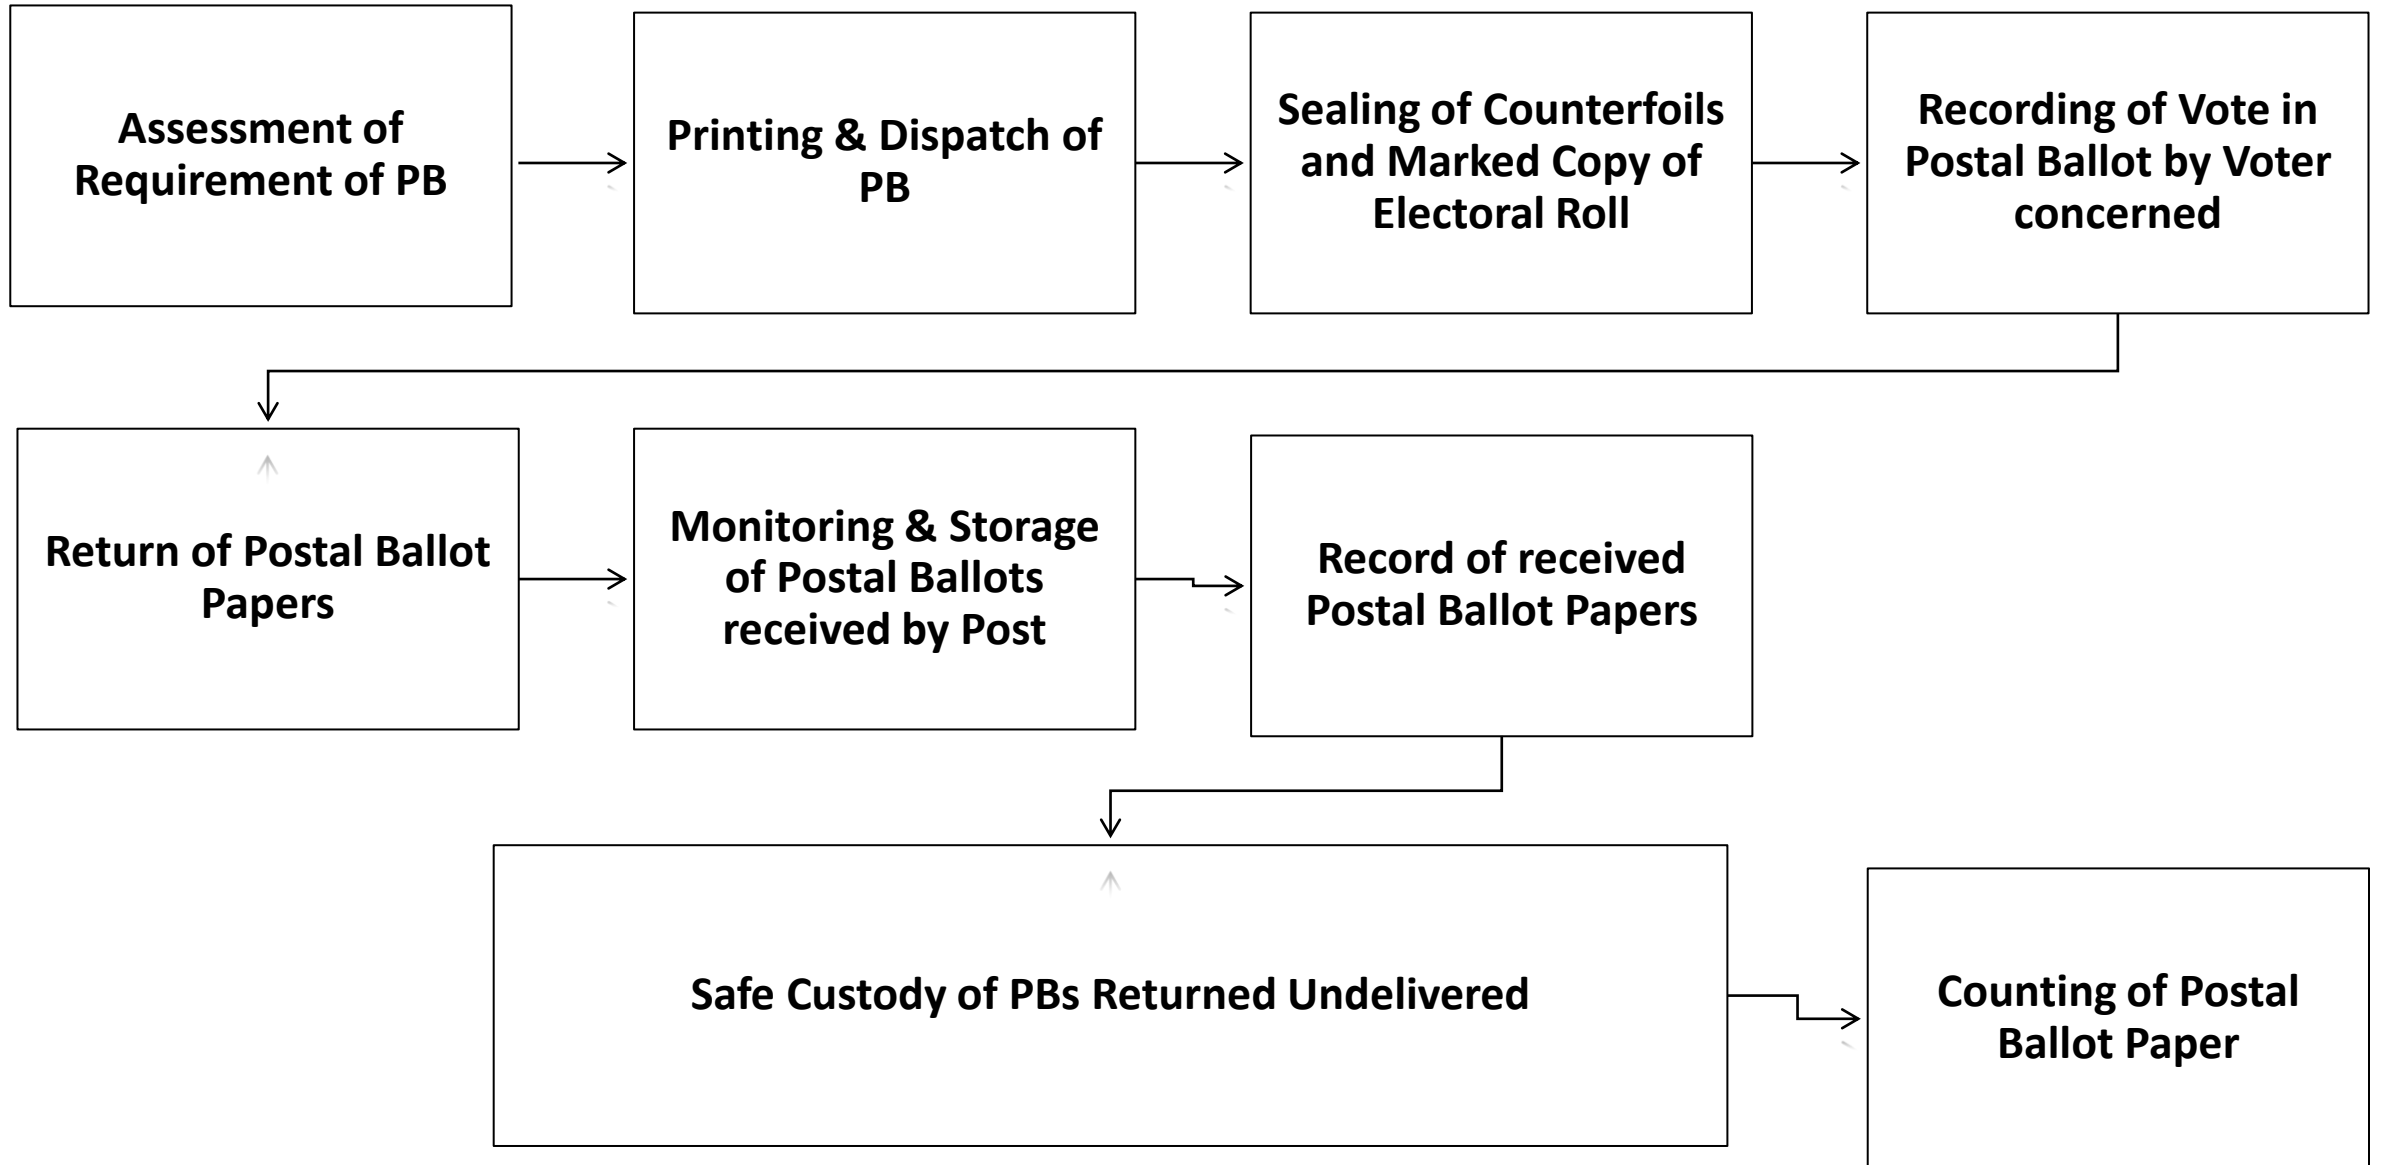 Assessment of
Requirement of PB
Printing & Dispatch of
PB
Sealing of Counterfoils
and Marked Copy of
Electoral Roll
Recording of Vote in
Postal Ballot by Voter
concerned
Return of Postal Ballot
Papers
Monitoring & Storage
of Postal Ballots
received by Post
Record of received
Postal Ballot Papers
Safe Custody of PBs Returned Undelivered
Counting of Postal
Ballot Paper